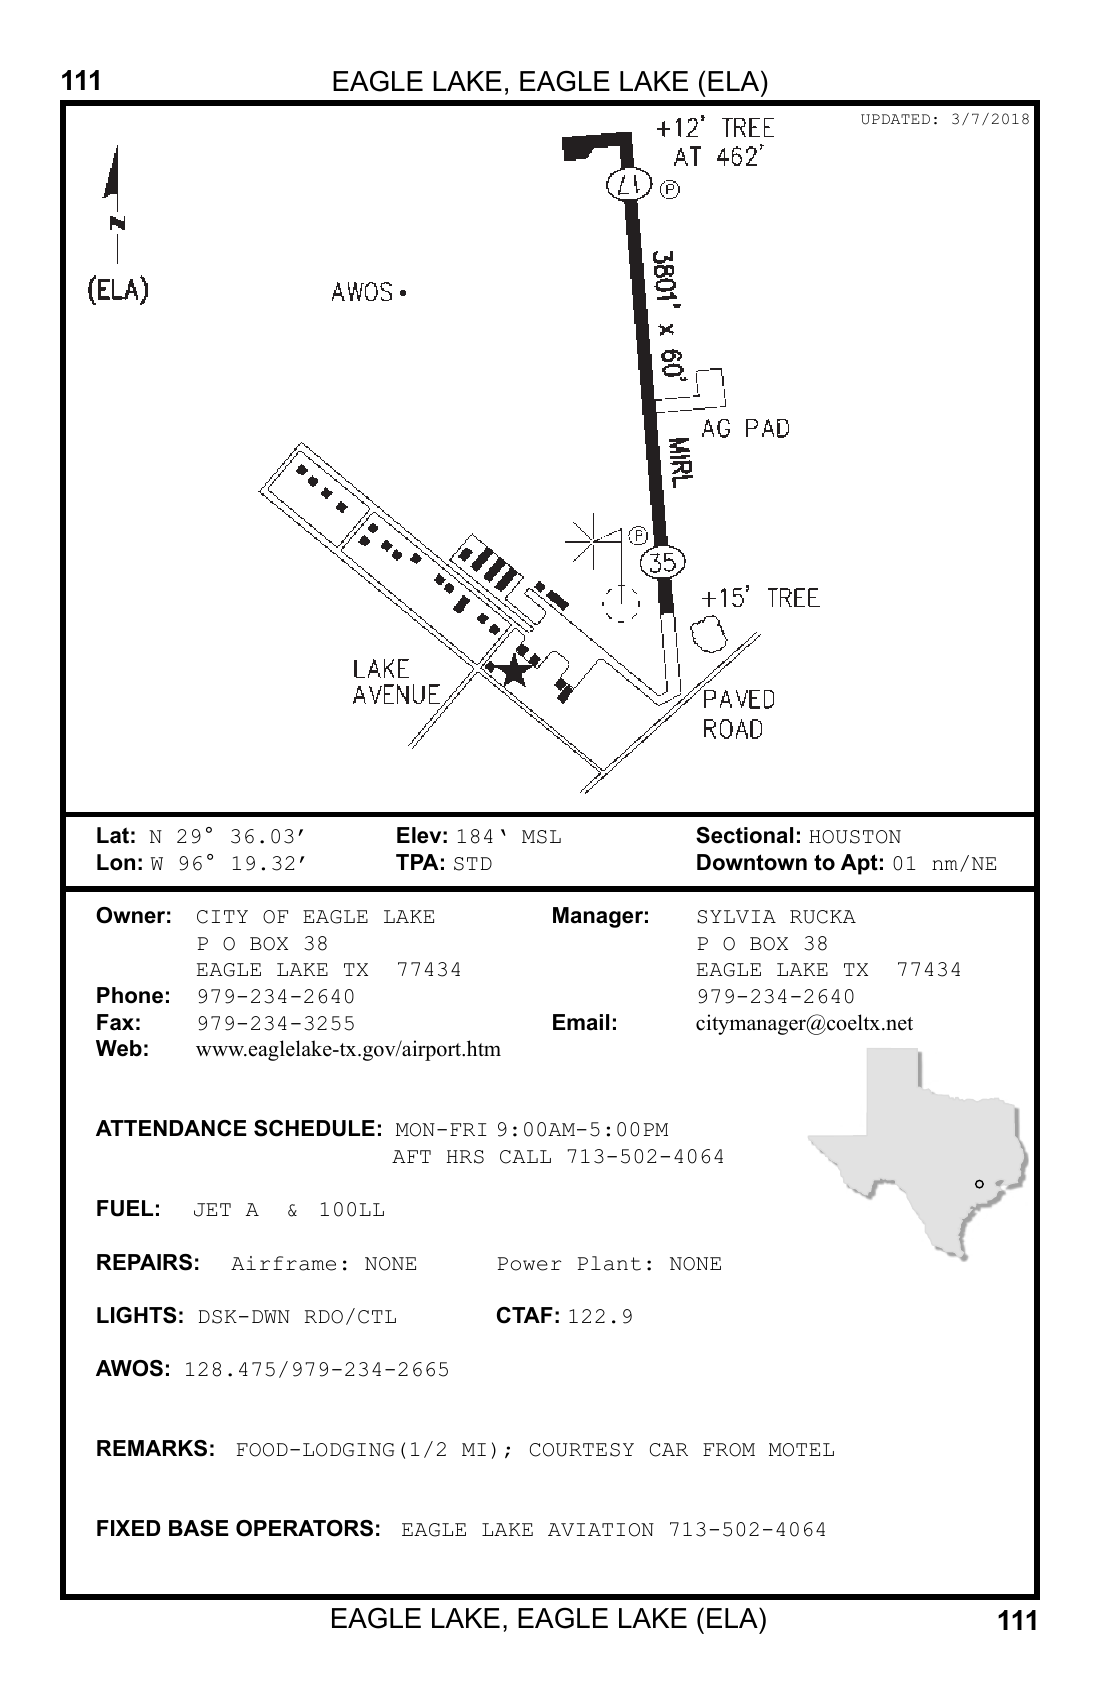 111
EAGLE LAKE, EAGLE LAKE (ELA)
UPDATED: 3/7/2018
+12' TREE
AT 462'
17
P
N
(ELA)
AWOS
3801' x 60'
AG PAD
MIRL
P
35
+15' TREE
LAKE
AVENUE
PAVED
ROAD
Lat: N 29° 36.03’ Elev: 184‘ MSL Sectional: HOUSTON
Lon: W 96° 19.32’ TPA: STD Downtown to Apt: 01 nm/NE
Owner: CITY OF EAGLE LAKE Manager: SYLVIA RUCKA
P O BOX 38 P O BOX 38
EAGLE LAKE TX 77434 EAGLE LAKE TX 77434
Phone: 979-234-2640 979-234-2640
Fax: 979-234-3255 Email: citymanager@coeltx.net
Web: www.eaglelake-tx.gov/airport.htm
ATTENDANCE SCHEDULE: MON-FRI 9:00AM-5:00PM
AFT HRS CALL 713-502-4064
FUEL: JET A & 100LL
REPAIRS: Airframe: NONE Power Plant: NONE
LIGHTS: DSK-DWN RDO/CTL CTAF: 122.9
AWOS: 128.475/979-234-2665
REMARKS: FOOD-LODGING(1/2 MI); COURTESY CAR FROM MOTEL
FIXED BASE OPERATORS: EAGLE LAKE AVIATION 713-502-4064
EAGLE LAKE, EAGLE LAKE (ELA)
111